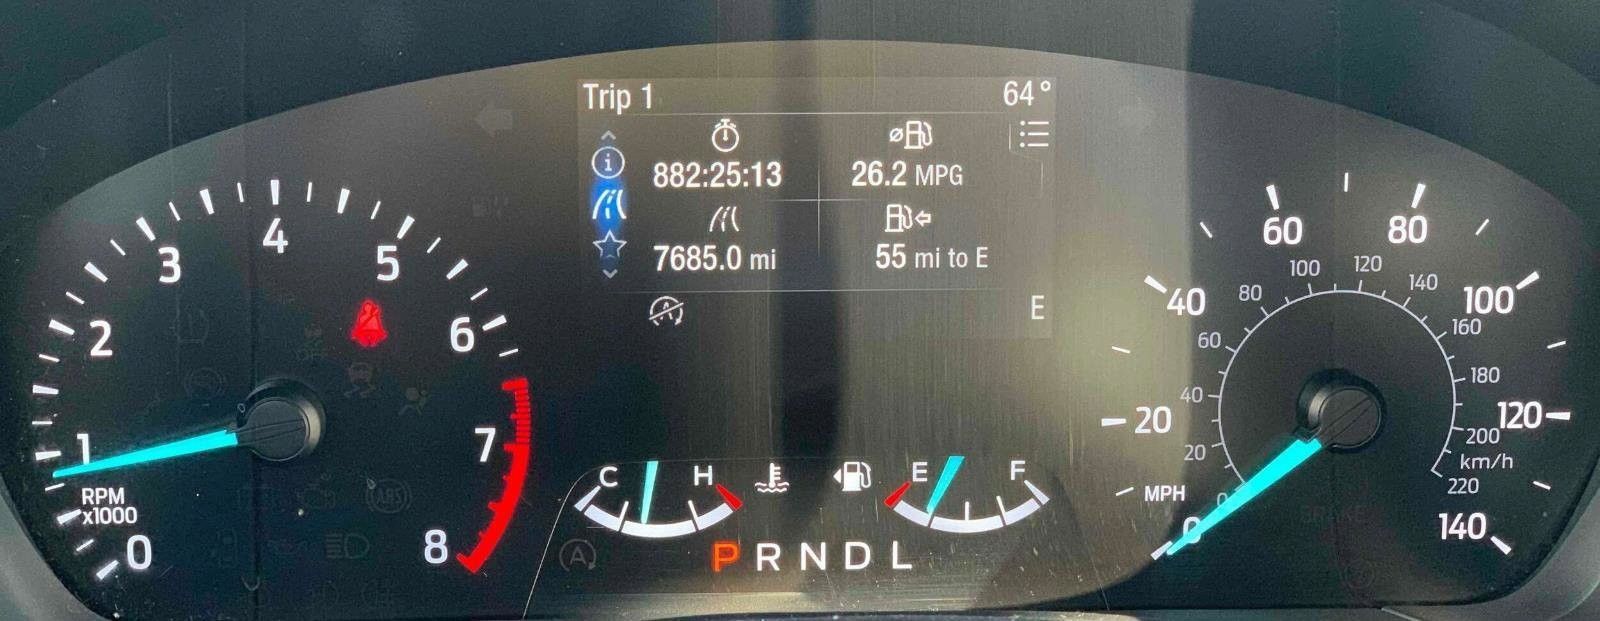 Trip 1 64°
882:25:13 26.2 MPG
7685.0 mi 55 mi to E
E
0 1 2 3 4 5 6 7 8
RPM
x1000
C H
E F
P R N D L
0 20 40 60 80 100 120 140
MPH
0 20 40 60 80 100 120 140 160 180 200 220
km/h
A
ABS